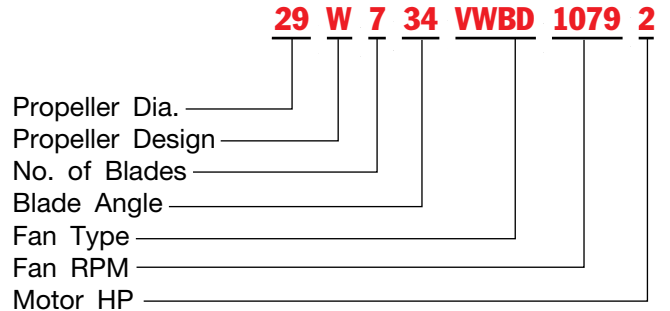 29 W 7 34 VWBD 1079 2
Propeller Dia.
Propeller Design
No. of Blades
Blade Angle
Fan Type
Fan RPM
Motor HP